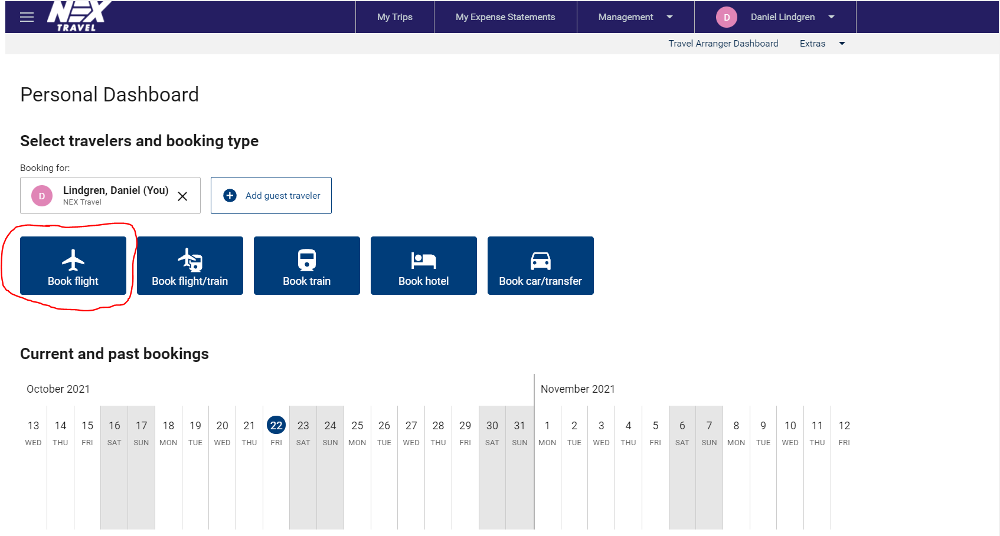 NEX
TRAVEL
My Trips
My Expense Statements
Management
D
Daniel Lindgren
Travel Arranger Dashboard
Extras
Personal Dashboard
Select travelers and booking type
Booking for:
D
Lindgren, Daniel (You)
NEX Travel
Add guest traveler
Book flight
Book flight/train
Book train
Book hotel
Book car/transfer
Current and past bookings
October 2021
November 2021
13 14 15 16 17 18 19 20 21 22 23 24 25 26 27 28 29 30 31 1 2 3 4 5 6 7 8 9 10 11 12
WED THU FRI SAT SUN MON TUE WED THU FRI SAT SUN MON TUE WED THU FRI SAT SUN MON TUE WED THU FRI SAT SUN MON TUE WED THU FRI